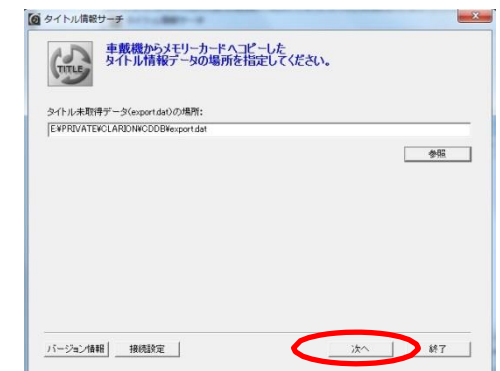 タイトル情報サーチ
TITLE
車載機からメモリーカードへコピーした
タイトル情報データの場所を指定してください。
タイトル未取得データ(export.dat)の場所:
E¥PRIVATE¥CLARION¥CDDB¥export.dat
参照
バージョン情報 接続設定 次へ 終了